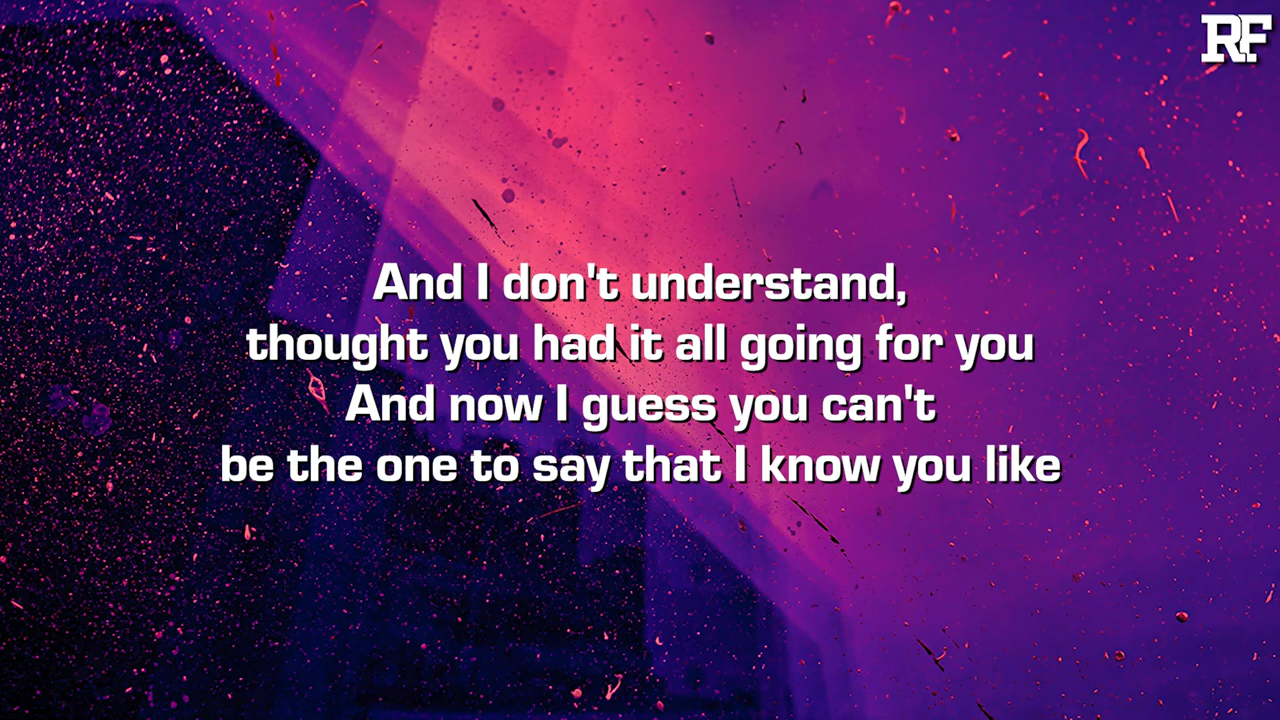 RF
And I don't understand,
thought you had it all going for you
And now I guess you can't
be the one to say that I know you like